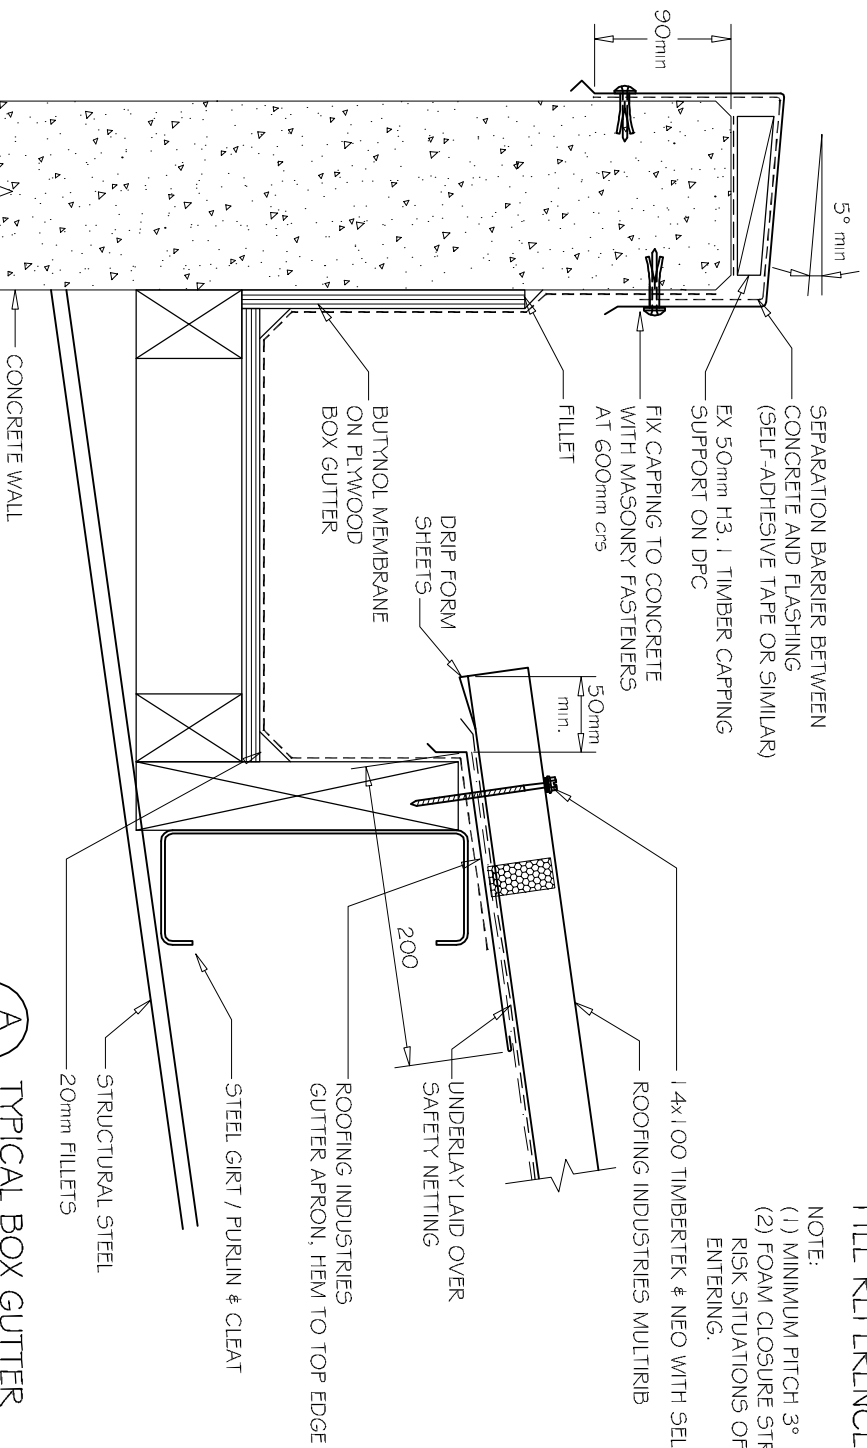 FILE REFERENCE
NOTE:
(1) MINIMUM PITCH 3°
(2) FOAM CLOSURE STR
RISK SITUATIONS OF
ENTERING.
5° min
90min
SEPARATION BARRIER BETWEEN
CONCRETE AND FLASHING
(SELF-ADHESIVE TAPE OR SIMILAR)
EX 50mm H3.1 TIMBER CAPPING
SUPPORT ON DPC
FIX CAPPING TO CONCRETE
WITH MASONRY FASTENERS
AT 600mm crs
FILLET
50mm
min.
DRIP FORM
SHEETS
BUTYNOL MEMBRANE
ON PLYWOOD
BOX GUTTER
14x100 TIMBERTEK & NEO WITH SEL
ROOFING INDUSTRIES MULTIRIB
200
UNDERLAY LAID OVER
SAFETY NETTING
ROOFING INDUSTRIES
GUTTER APRON, HEM TO TOP EDGE
STEEL GIRT / PURLIN & CLEAT
STRUCTURAL STEEL
20mm FILLETS
CONCRETE WALL
A
TYPICAL BOX GUTTER